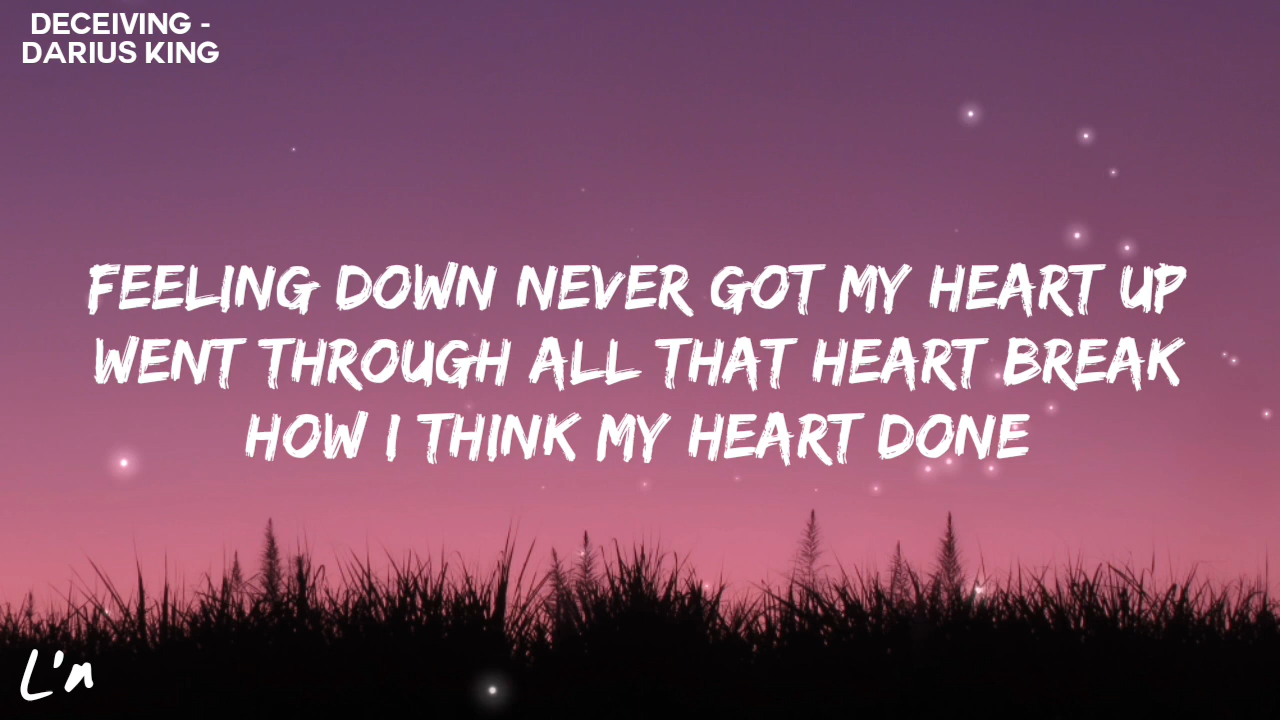 DECEIVING -
DARIUS KING
FEELING DOWN NEVER GOT MY HEART UP
WENT THROUGH ALL THAT HEART BREAK
HOW I THINK MY HEART DONE
L'n